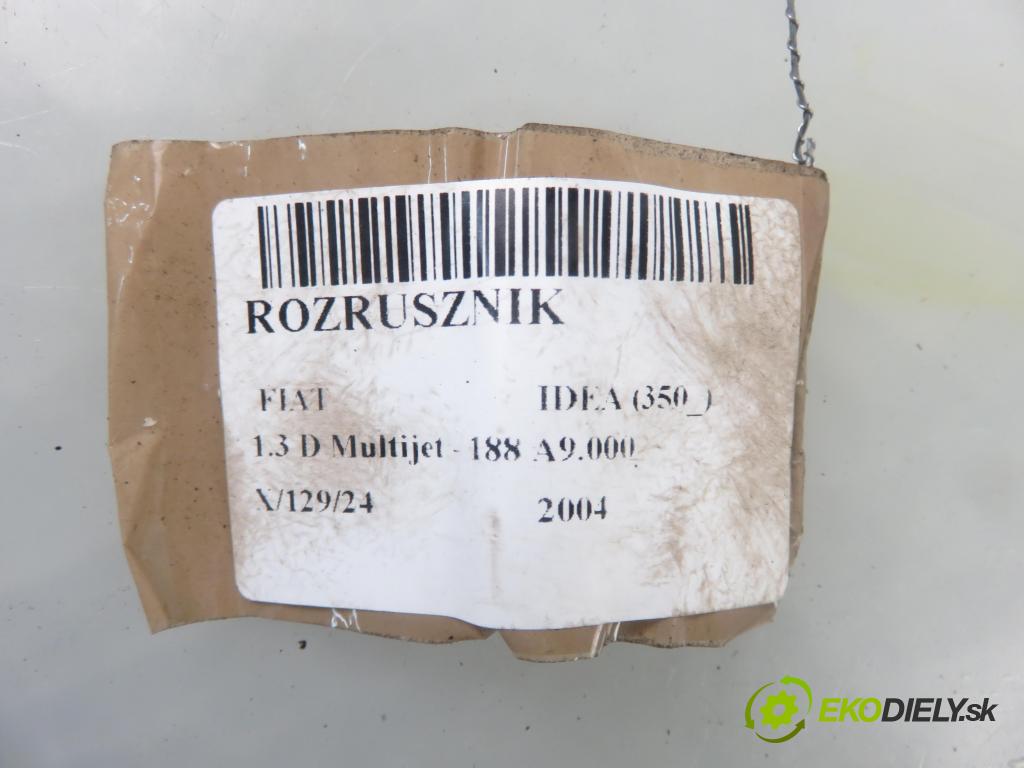 ROZRUSZNIK
FIAT IDEA (350_)
1.3 D Multijet - 188 A9.000
X/129/24 2004
EKODIELY.sk